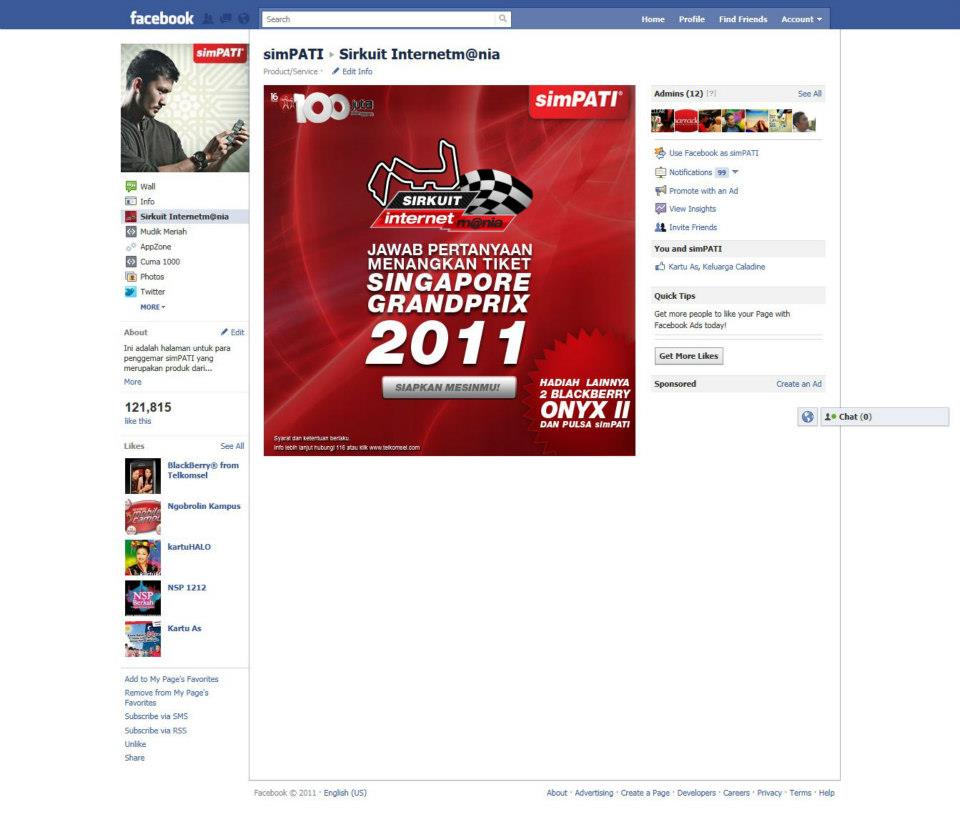 facebook
Search
Home
Profile
Find Friends
Account
simPATI
Wall
Info
Sirkuit Internetm@nia
Mudik Meriah
AppZone
Cuma 1000
Photos
Twitter
MORE
About
Edit
Ini adalah halaman untuk para
penggemar simPATI yang
merupakan produk dari...
More
121,815
like this
Likes
See All
BlackBerry® from
Telkomsel
Ngobrolin Kampus
kartuHALO
NSP 1212
Kartu As
Add to My Page's Favorites
Remove from My Page's
Favorites
Subscribe via SMS
Subscribe via RSS
Unlike
Share
simPATI ▸ Sirkuit Internetm@nia
Product/Service · Edit Info
16
100 juta
simPATI®
SIRKUIT
internet m@nia
JAWAB PERTANYAAN
MENANGKAN TIKET
SINGAPORE
GRANDPRIX
2011
SIAPKAN MESINMU!
HADIAH LAINNYA
2 BLACKBERRY
ONYX II
DAN PULSA simPATI
Syarat dan ketentuan berlaku
Info lebih lanjut hubungi 116 atau klik www.telkomsel.com
Admins (12) [?]
See All
Use Facebook as simPATI
Notifications 99
Promote with an Ad
View Insights
Invite Friends
You and simPATI
Kartu As, Keluarga Caladine
Quick Tips
Get more people to like your Page with
Facebook Ads today!
Get More Likes
Sponsored
Create an Ad
Chat (0)
Facebook © 2011 · English (US)
About · Advertising · Create a Page · Developers · Careers · Privacy · Terms · Help